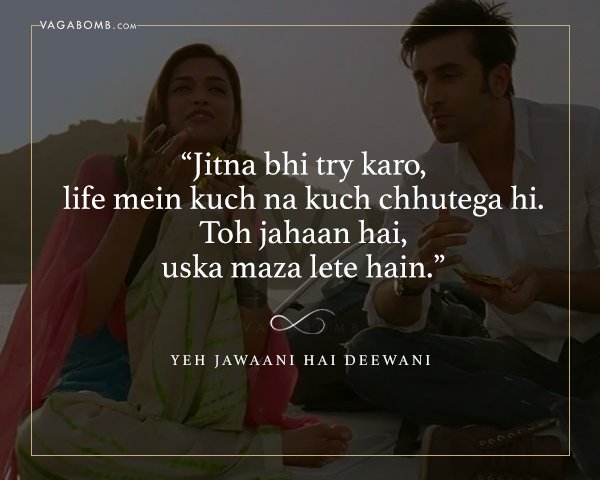 VAGABOMB.COM
“Jitna bhi try karo,
life mein kuch na kuch chhutega hi.
Toh jahaan hai,
uska maza lete hain.”
VAGABOMB
YEH JAWAANI HAI DEEWANI